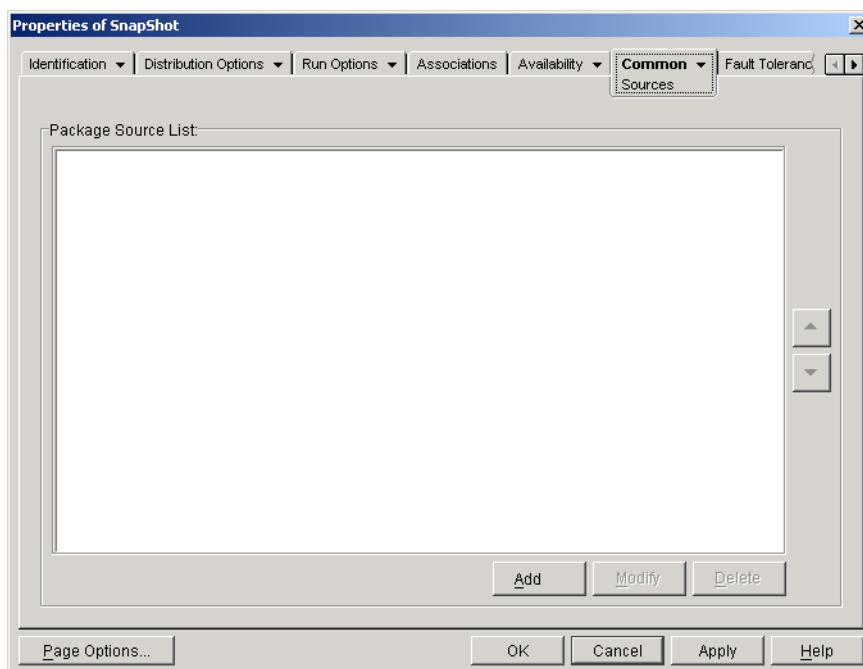 Properties of SnapShot
Identification
Distribution Options
Run Options
Associations
Availability
Common
Fault Toleranc
Sources
Package Source List:
Add
Modify
Delete
Page Options...
OK
Cancel
Apply
Help